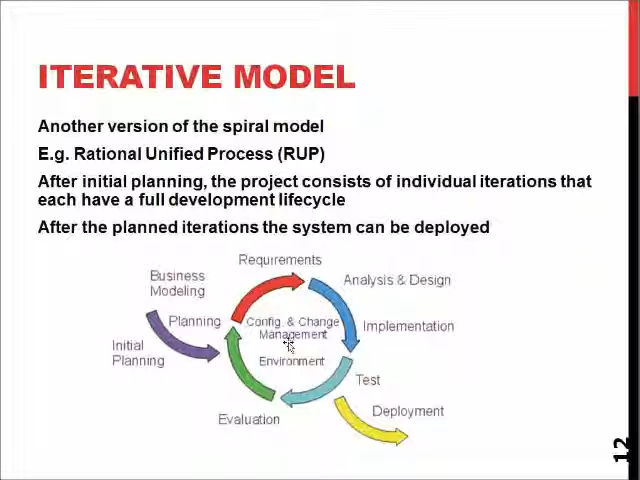 ITERATIVE MODEL
Another version of the spiral model
E.g. Rational Unified Process (RUP)
After initial planning, the project consists of individual iterations that
each have a full development lifecycle
After the planned iterations the system can be deployed
Requirements
Business
Modeling
Analysis & Design
Planning
Config. & Change
Management
Implementation
Initial
Planning
Environment
Test
Evaluation
Deployment
12